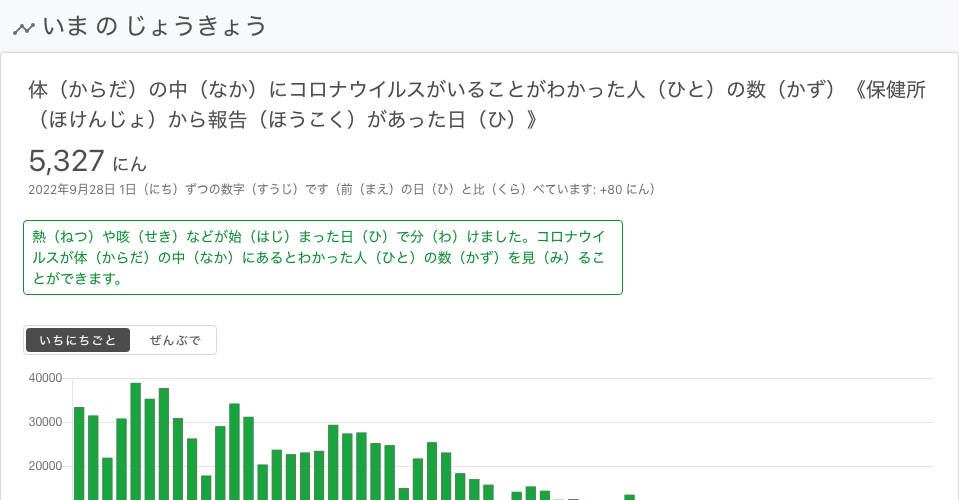 いま の じょうきょう
体（からだ）の中（なか）にコロナウイルスがいることがわかった人（ひと）の数（かず）《保健所
（ほけんじょ）から報告（ほうこく）があった日（ひ）》
5,327 にん
2022年9月28日 1日（にち）ずつの数字（すうじ）です（前（まえ）の日（ひ）と比（くら）べています: +80 にん）
熱（ねつ）や咳（せき）などが始（はじ）まった日（ひ）で分（わ）けました。コロナウイ
ルスが体（からだ）の中（なか）にあるとわかった人（ひと）の数（かず）を見（み）るこ
とができます。
いちにちごと ぜんぶで
40000
30000
20000